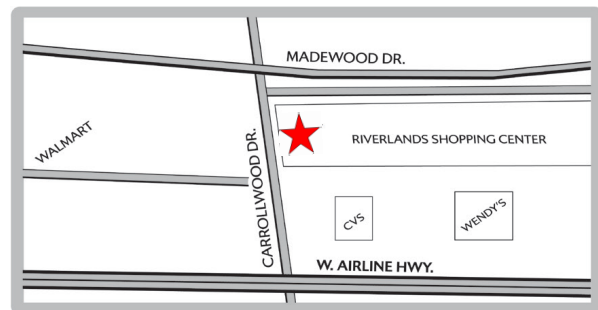 MADEWOOD DR.
WALMART
CARROLLWOOD DR.
RIVERLANDS SHOPPING CENTER
CVS
WENDY'S
W. AIRLINE HWY.